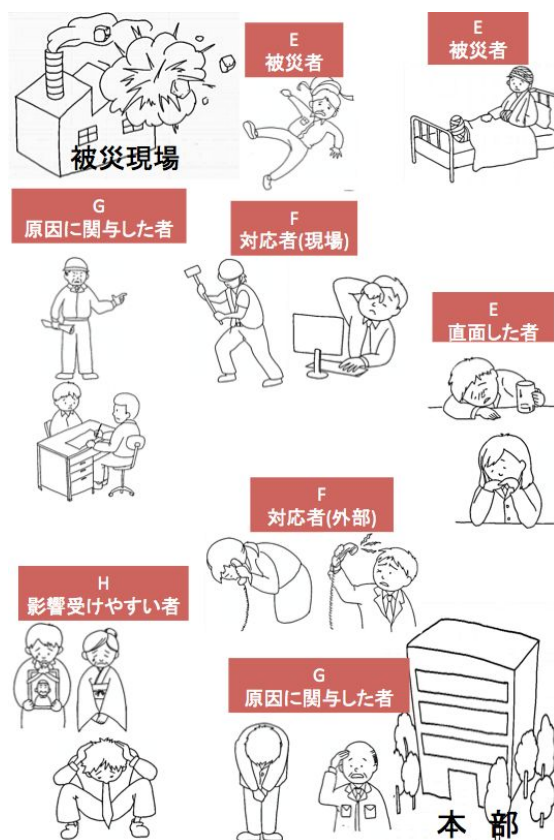 E
被災者
E
被災者
被災現場
G
原因に関与した者
F
対応者(現場)
E
直面した者
F
対応者(外部)
H
影響受けやすい者
G
原因に関与した者
本 部